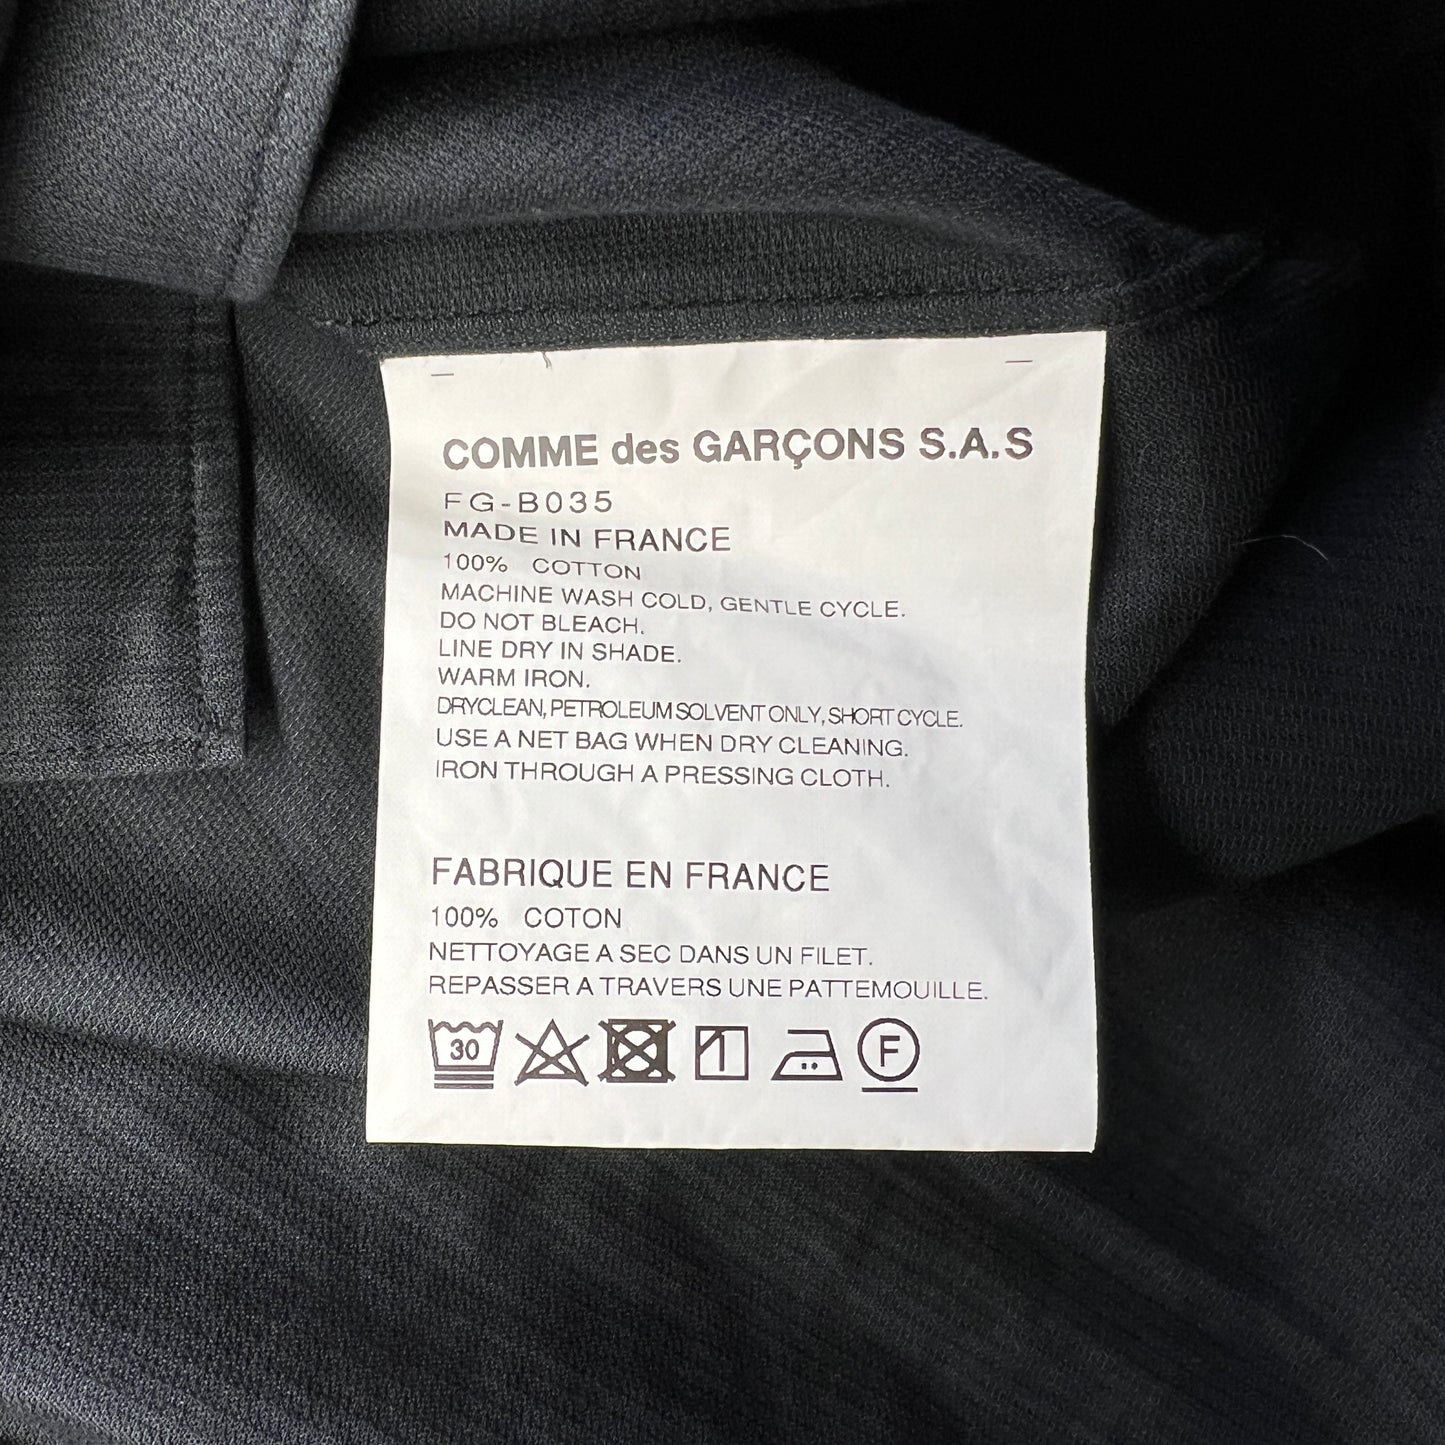 COMME des GARÇONS S.A.S
FG-B035
MADE IN FRANCE
100% COTTON
MACHINE WASH COLD, GENTLE CYCLE.
DO NOT BLEACH.
LINE DRY IN SHADE.
WARM IRON.
DRYCLEAN, PETROLEUM SOLVENT ONLY, SHORT CYCLE.
USE A NET BAG WHEN DRY CLEANING.
IRON THROUGH A PRESSING CLOTH.
FABRIQUE EN FRANCE
100% COTON
NETTOYAGE A SEC DANS UN FILET.
REPASSER A TRAVERS UNE PATTEMOUILLE.
30 F